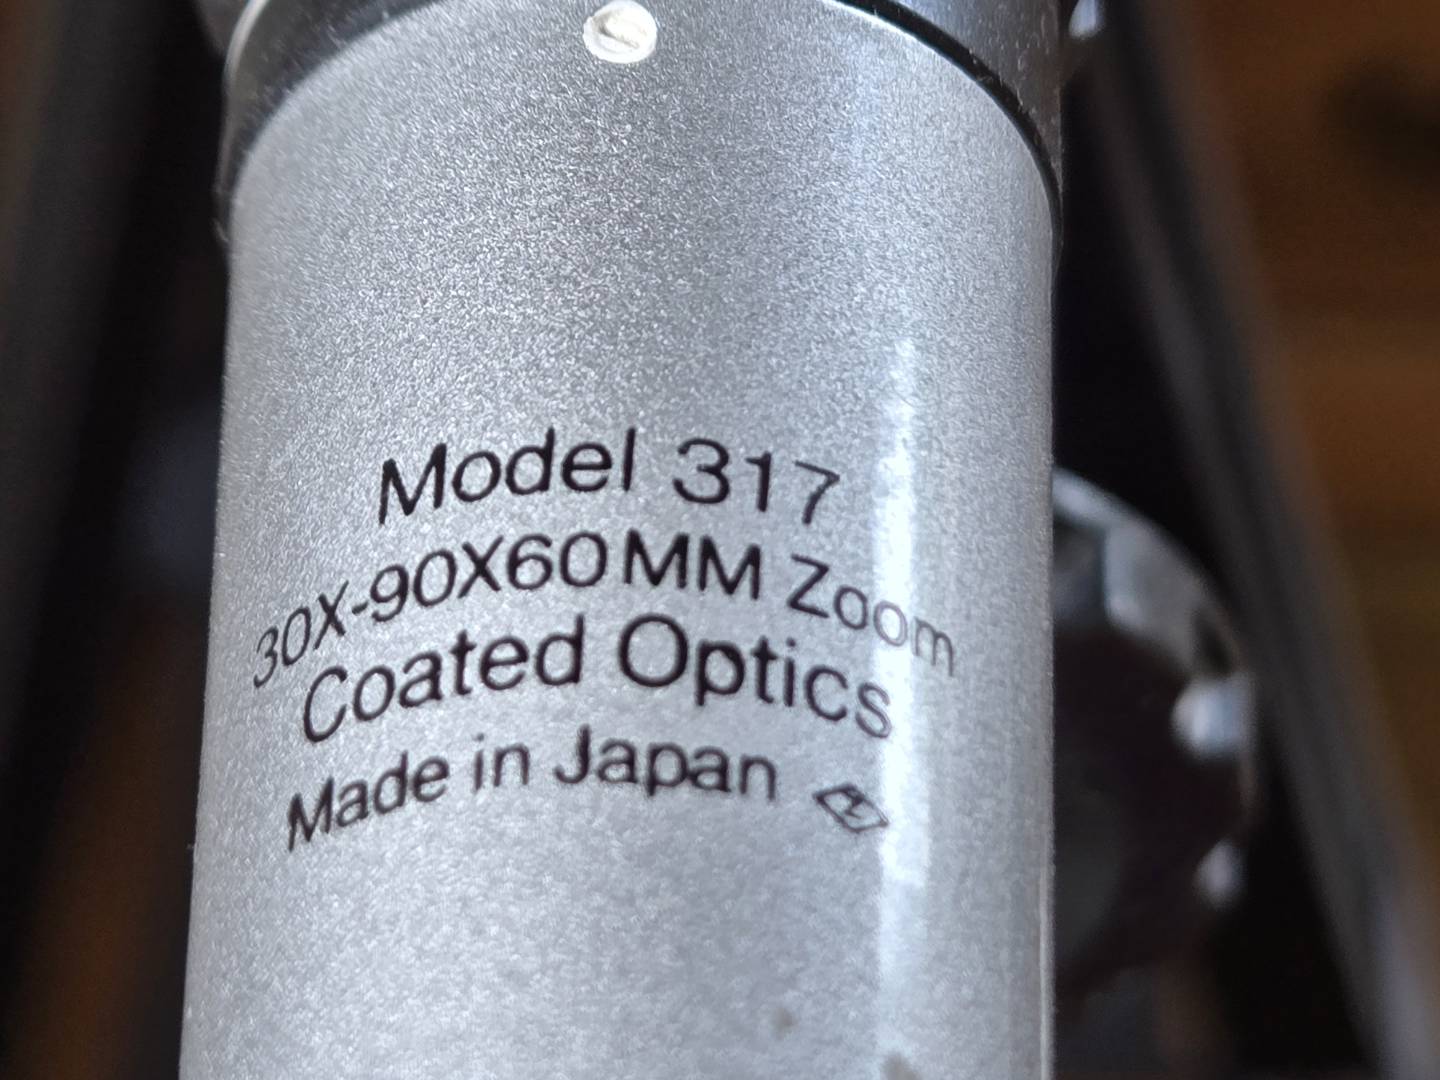 Model 317
30X-90X60MM Zoom
Coated Optics
Made in Japan